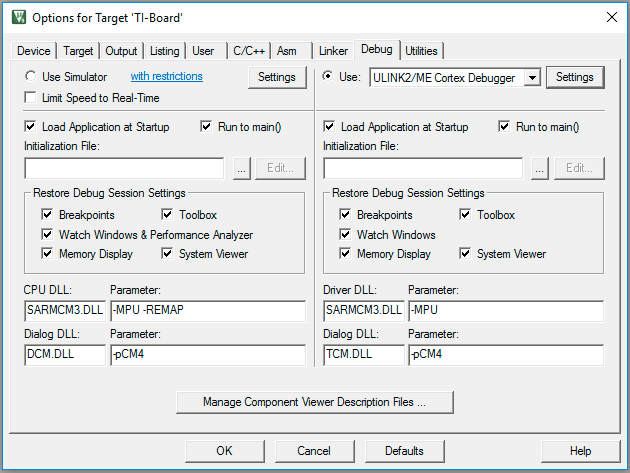 Options for Target 'TI-Board'
Device Target Output Listing User C/C++ Asm Linker Debug Utilities
Use Simulator with restrictions Settings
Limit Speed to Real-Time
Use: ULINK2/ME Cortex Debugger Settings
Load Application at Startup Run to main()
Initialization File:
... Edit...
Restore Debug Session Settings
Breakpoints Toolbox
Watch Windows & Performance Analyzer
Memory Display System Viewer
CPU DLL: Parameter:
SARMCM3.DLL -MPU -REMAP
Dialog DLL: Parameter:
DCM.DLL -pCM4
Load Application at Startup Run to main()
Initialization File:
... Edit...
Restore Debug Session Settings
Breakpoints Toolbox
Watch Windows
Memory Display System Viewer
Driver DLL: Parameter:
SARMCM3.DLL -MPU
Dialog DLL: Parameter:
TCM.DLL -pCM4
Manage Component Viewer Description Files ...
OK Cancel Defaults Help